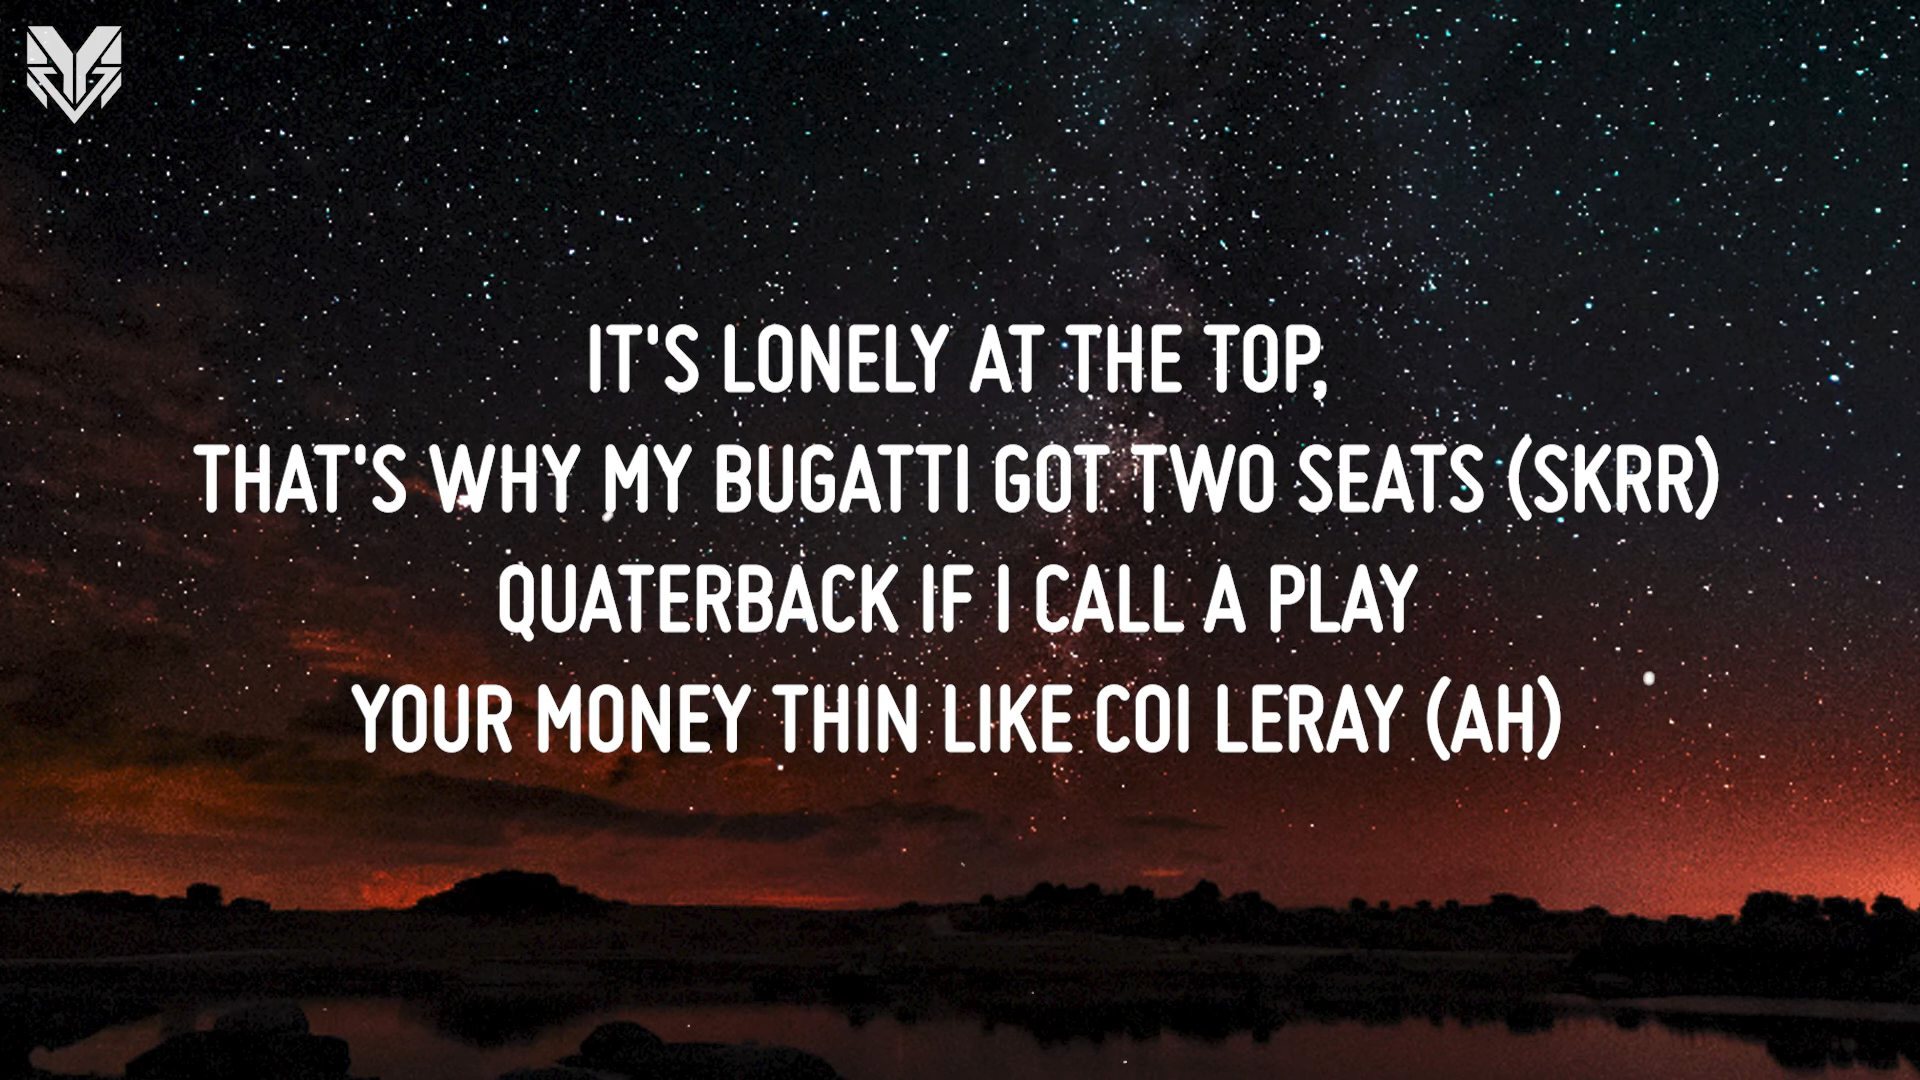 IT'S LONELY AT THE TOP,
THAT'S WHY MY BUGATTI GOT TWO SEATS (SKRR)
QUATERBACK IF I CALL A PLAY
YOUR MONEY THIN LIKE COI LERAY (AH)